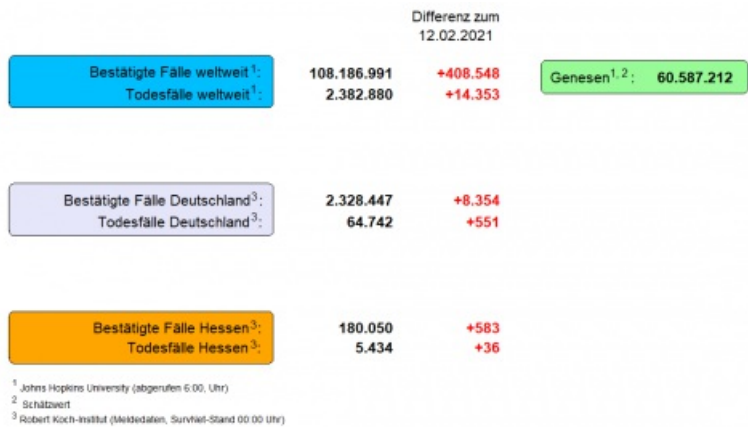 Differenz zum
12.02.2021
Bestätigte Fälle weltweit1: 108.186.991 +408.548 Genesen1, 2: 60.587.212
Todesfälle weltweit1: 2.382.880 +14.353
Bestätigte Fälle Deutschland3: 2.328.447 +8.354
Todesfälle Deutschland3: 64.742 +551
Bestätigte Fälle Hessen3: 180.050 +583
Todesfälle Hessen3: 5.434 +36
1 Johns Hopkins University (abgerufen 6:00, Uhr)
2 Schätzwert
3 Robert Koch-Institut (Meldedaten, SurvNet-Stand 00:00 Uhr)